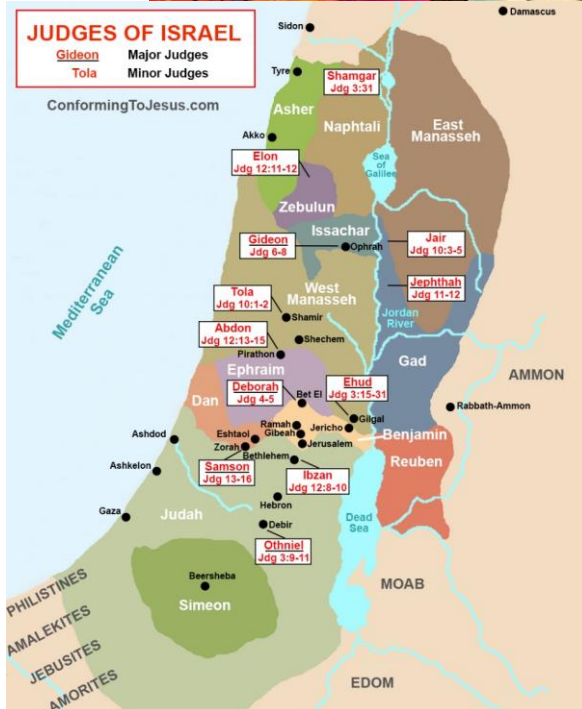 JUDGES OF ISRAEL
Gideon Major Judges
Tola Minor Judges
ConformingToJesus.com
Damascus
Sidon
Tyre
Shamgar
Jdg 3:31
Asher
Naphtali
East
Manasseh
Akko
Sea
of
Galilee
Elon
Jdg 12:11-12
Zebulun
Issachar
Gideon
Jdg 6-8
Ophrah
Jair
Jdg 10:3-5
Mediterranean
Sea
West
Manasseh
Jephthah
Jdg 11-12
Tola
Jdg 10:1-2
Shamir
Jordan
River
Abdon
Jdg 12:13-15
Shechem
Pirathon
Gad
Ephraim
AMMON
Deborah
Jdg 4-5
Bet El
Ehud
Jdg 3:15-31
Dan
Rabbath-Ammon
Gilgal
Ramah
Jericho
Gibeah
Benjamin
Ashdod
Eshtaol
Zorah
Jerusalem
Bethlehem
Reuben
Samson
Jdg 13-16
Ibzan
Jdg 12:8-10
Ashkelon
Hebron
Gaza
Judah
Debir
Dead
Sea
Othniel
Jdg 3:9-11
Beersheba
Simeon
MOAB
PHILISTINES
AMALEKITES
JEBUSITES
AMORITES
EDOM